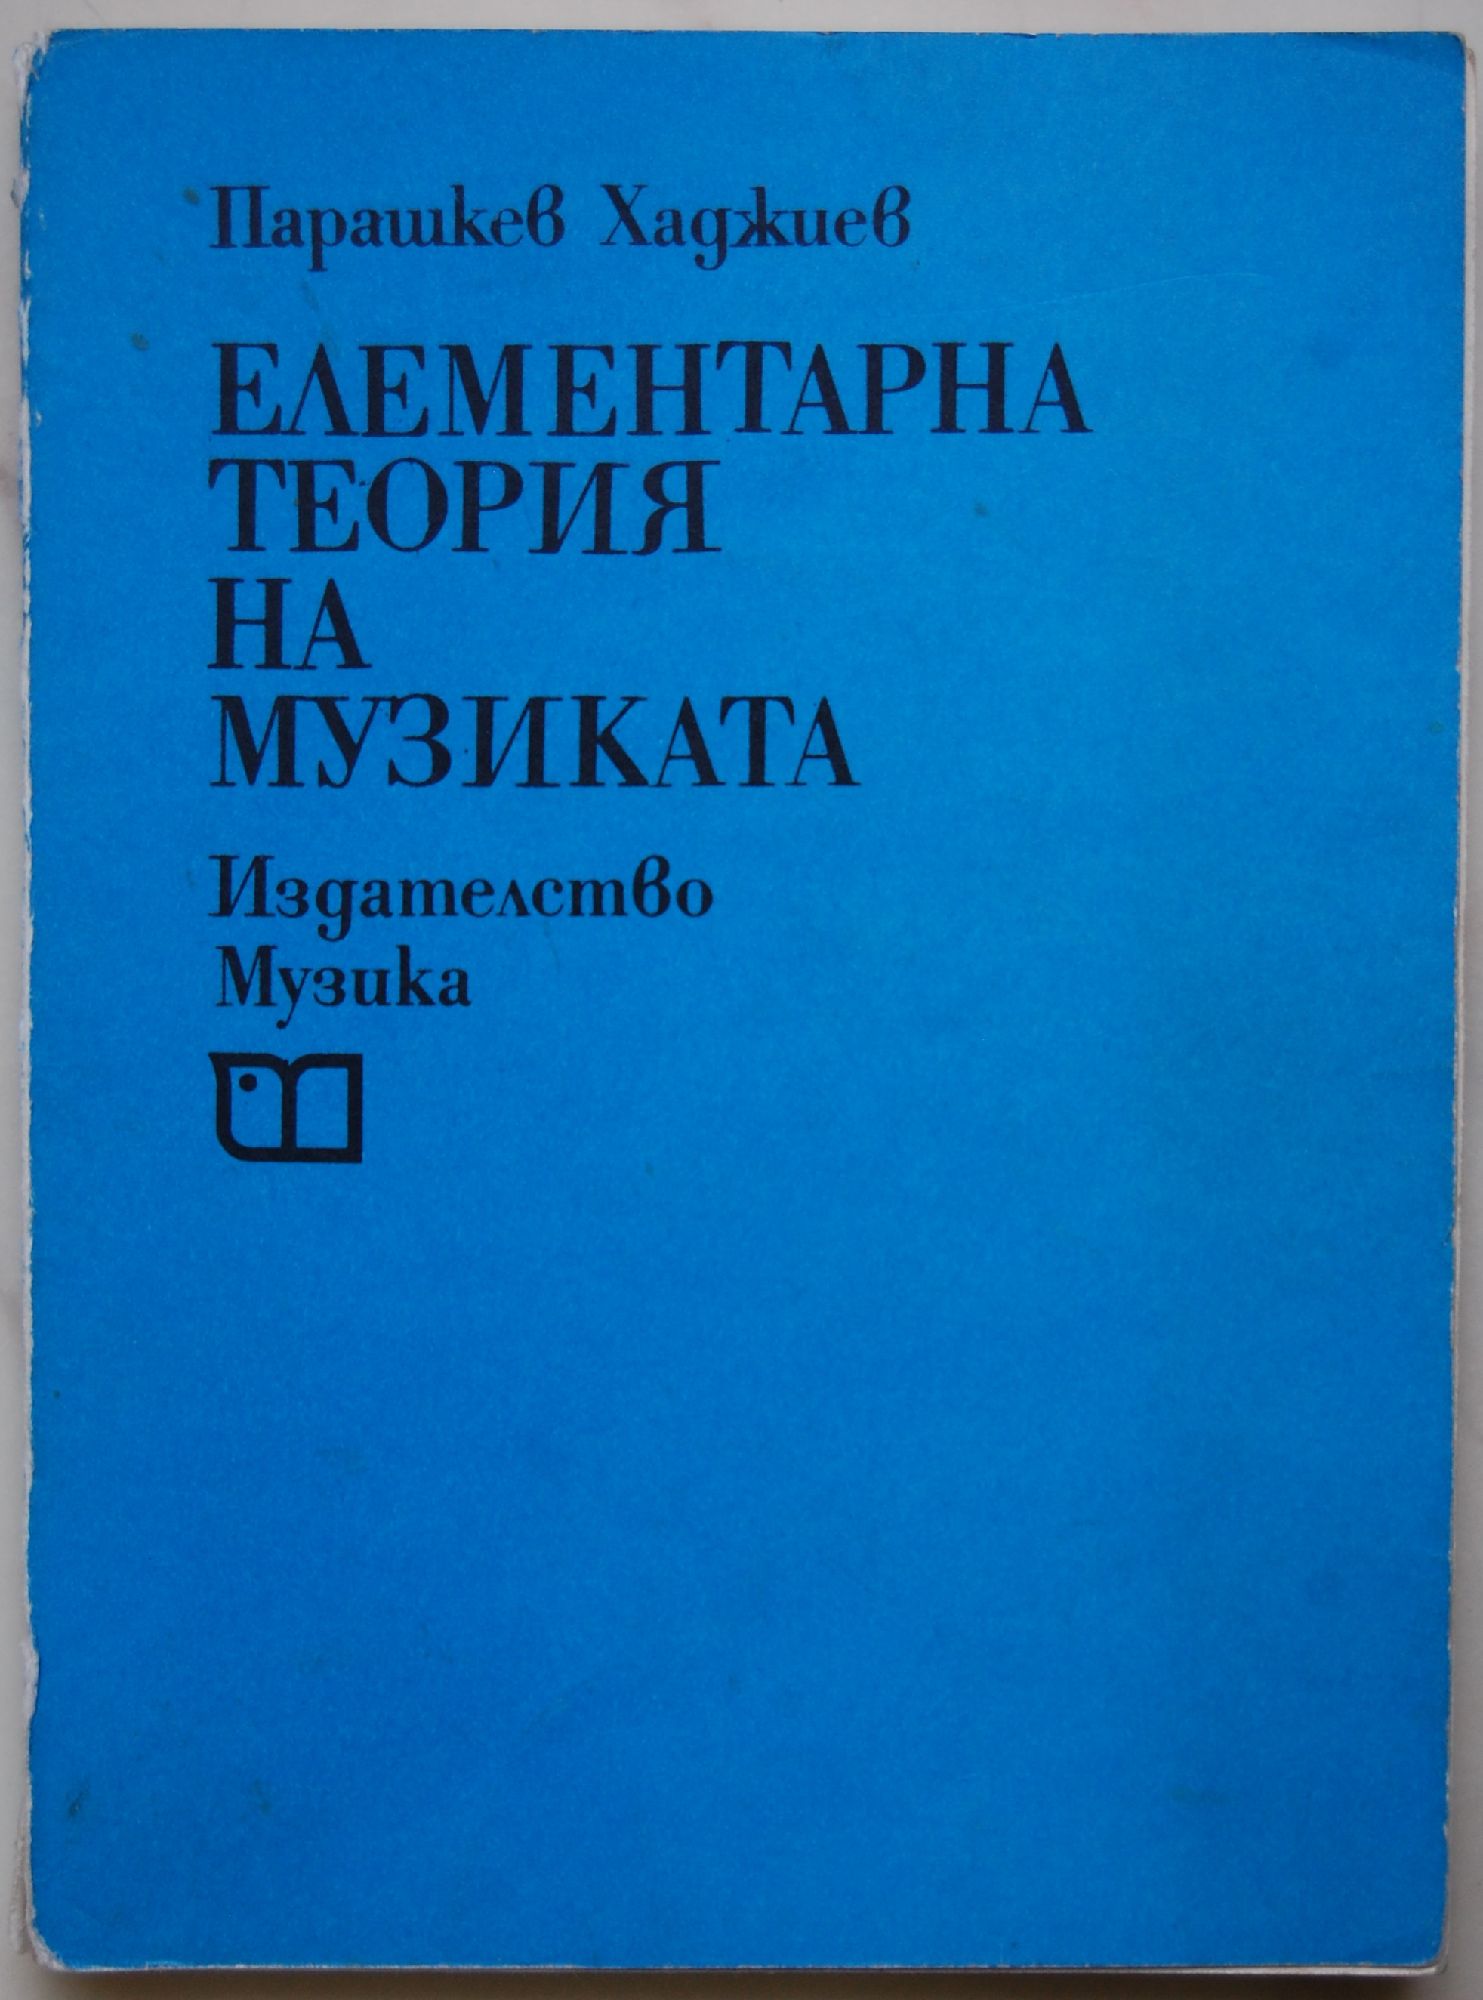 Парашкев Хаджиев
ЕЛЕМЕНТАРНА
ТЕОРИЯ
НА
МУЗИКАТА
Издателство
Музика